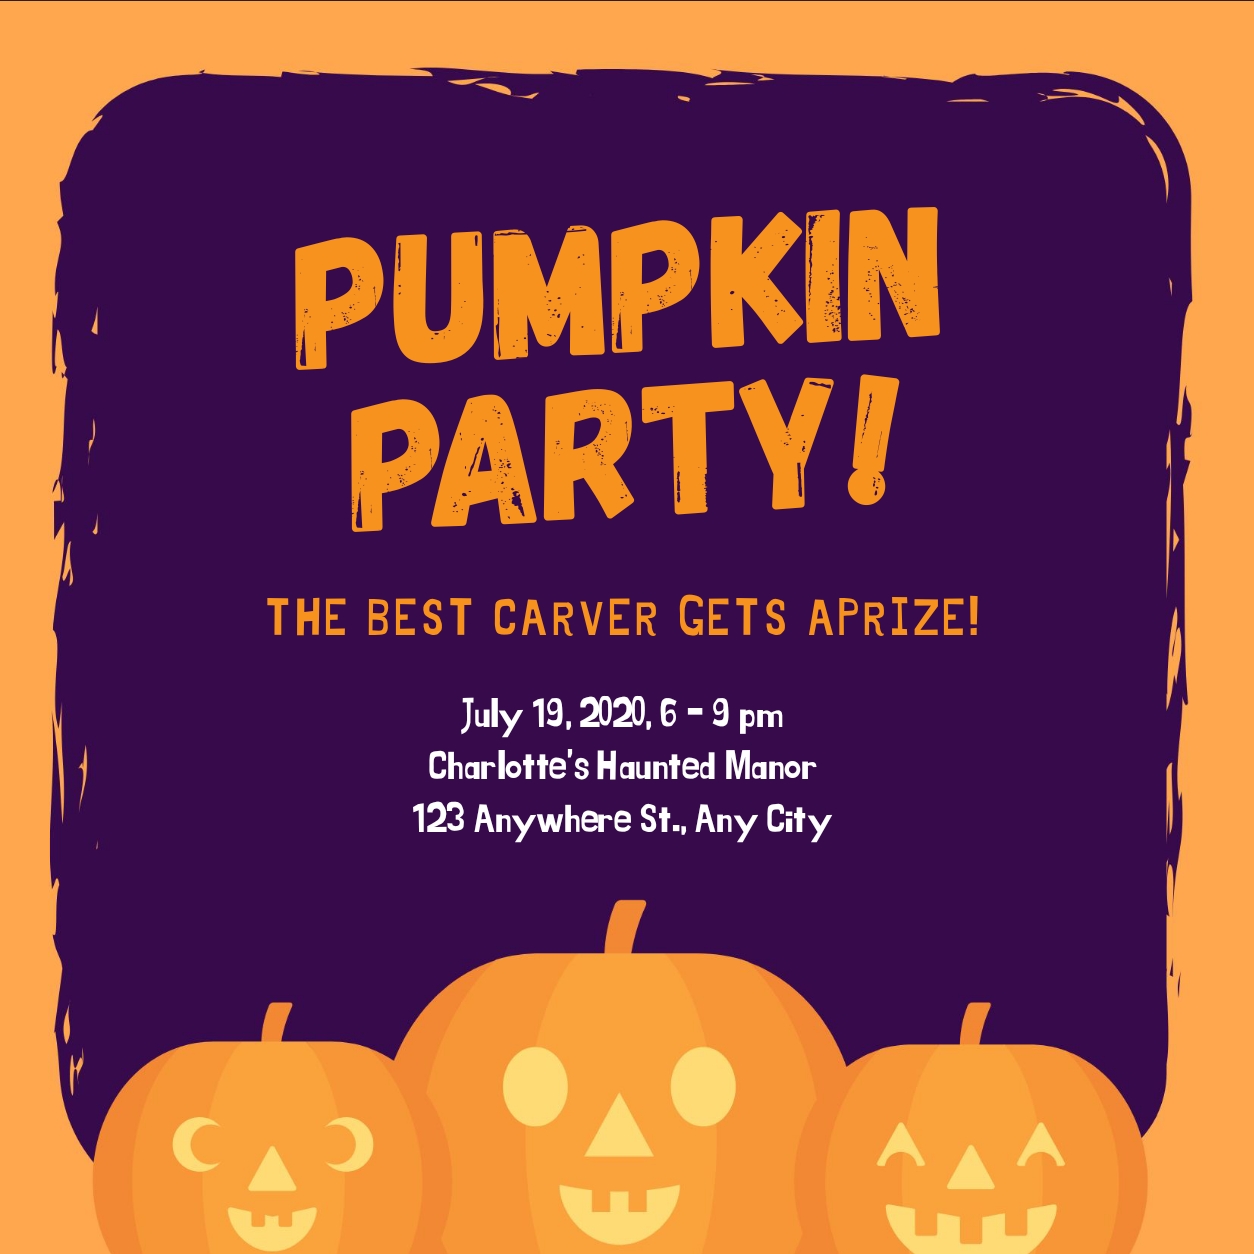 PUMPKIN
PARTY!
THE BEST CARVER GETS APRIZE!
July 19, 2020, 6 - 9 pm
Charlotte's Haunted Manor
123 Anywhere St., Any City